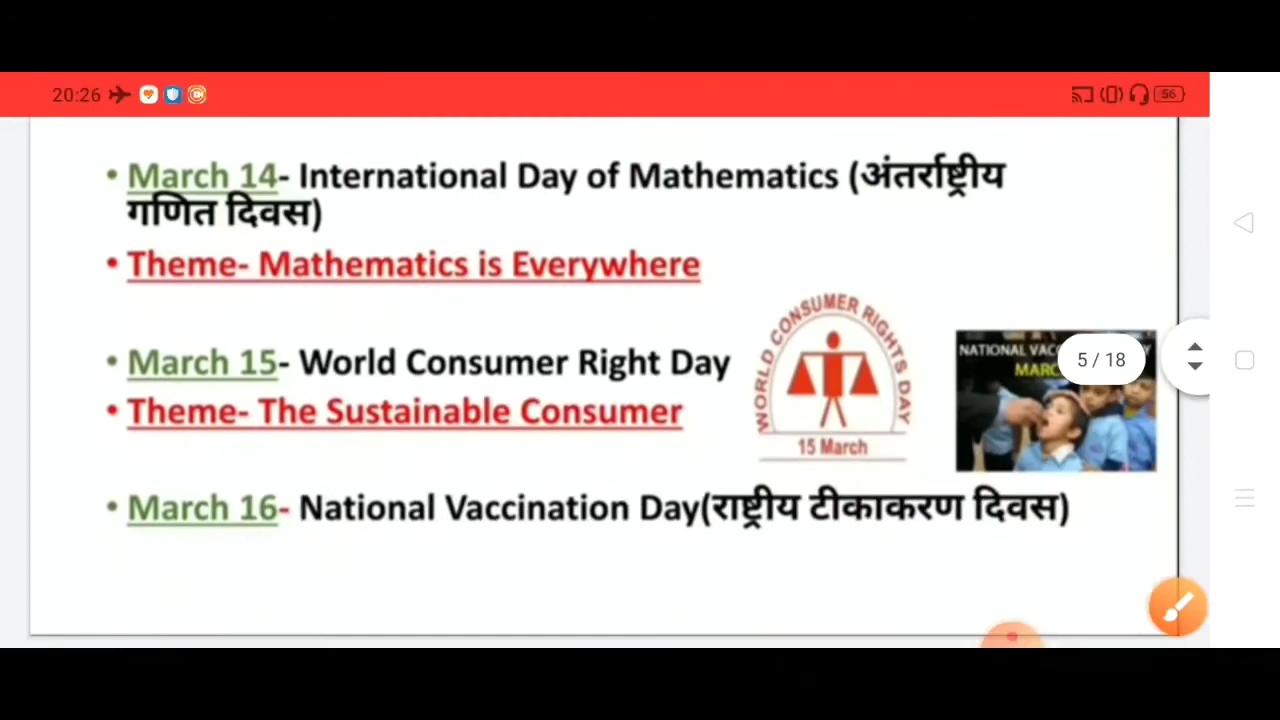 20:26
56
• March 14- International Day of Mathematics (अंतर्राष्ट्रीय
गणित दिवस)
• Theme- Mathematics is Everywhere
• March 15- World Consumer Right Day
• Theme- The Sustainable Consumer
WORLD CONSUMER RIGHTS DAY
15 March
NATIONAL
5 / 18
• March 16- National Vaccination Day(राष्ट्रीय टीकाकरण दिवस)